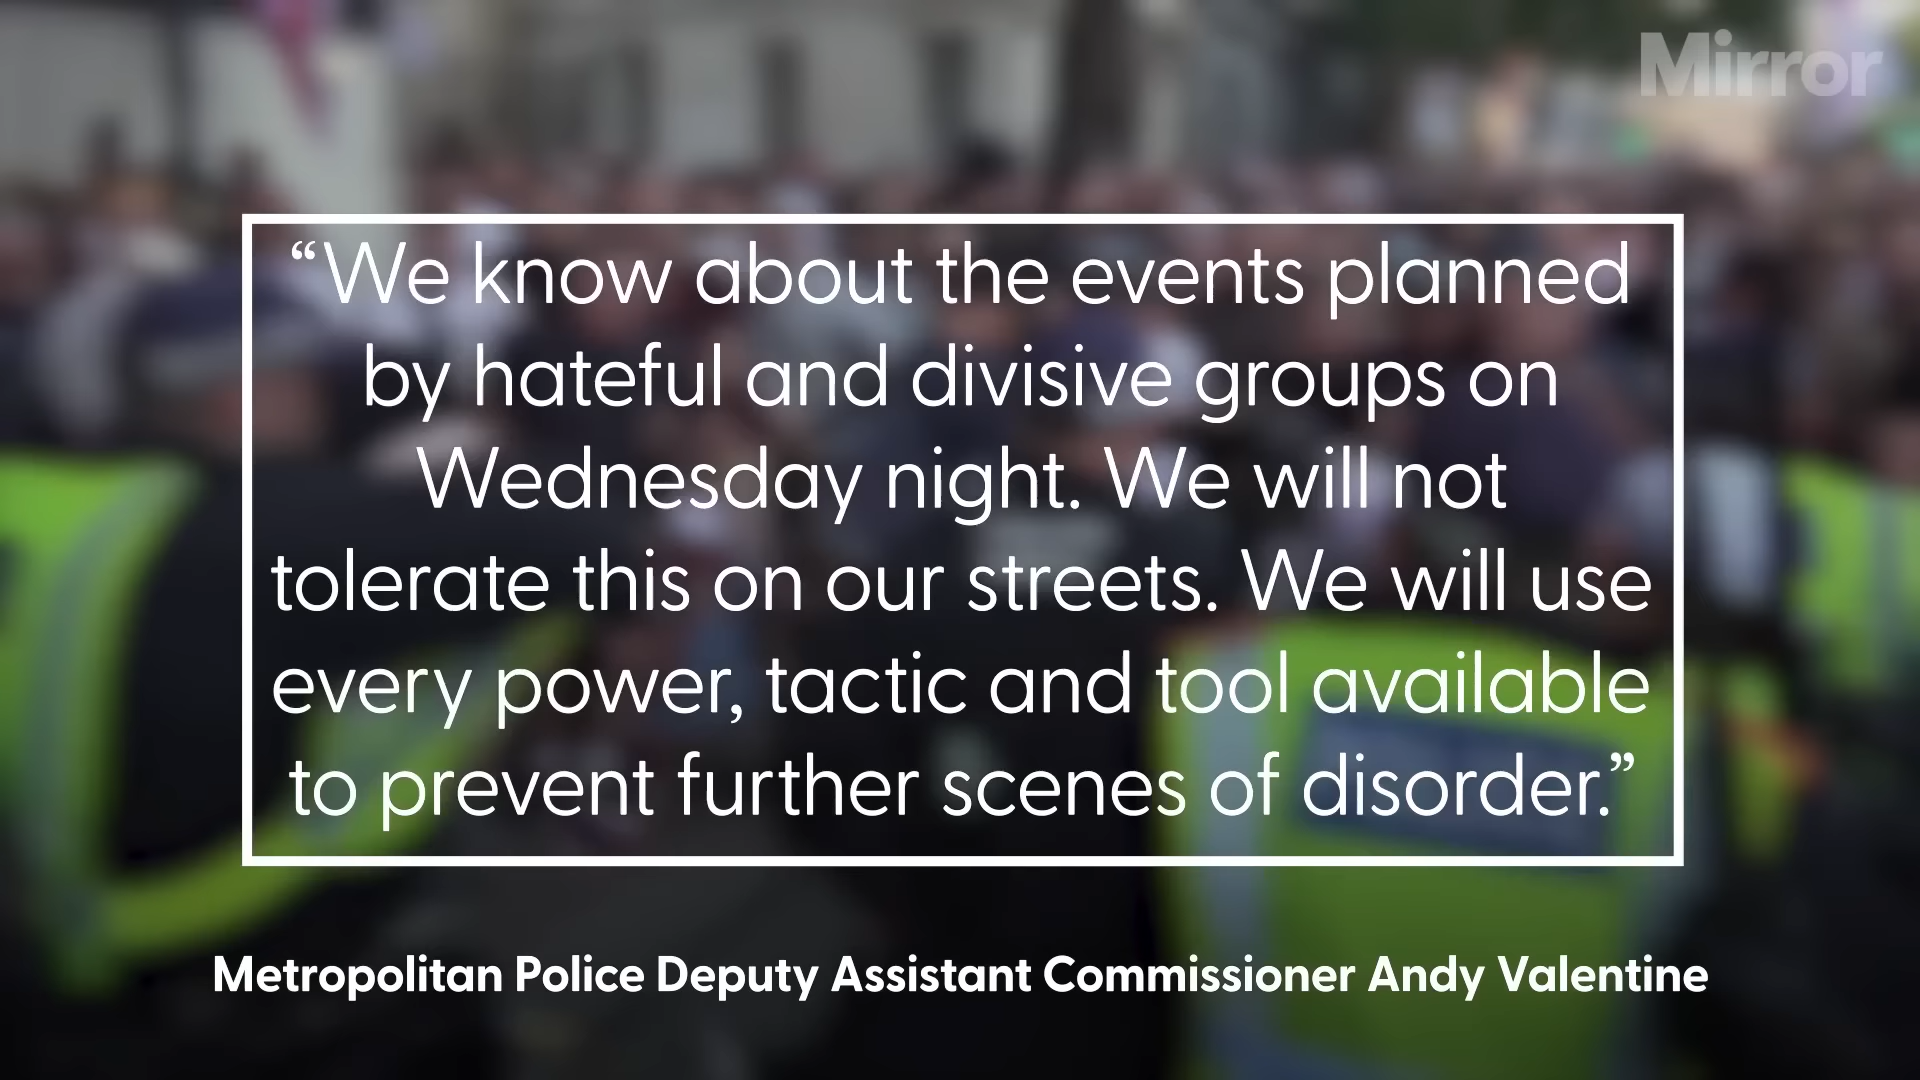 Mirror
“We know about the events planned
by hateful and divisive groups on
Wednesday night. We will not
tolerate this on our streets. We will use
every power, tactic and tool available
to prevent further scenes of disorder.”
Metropolitan Police Deputy Assistant Commissioner Andy Valentine